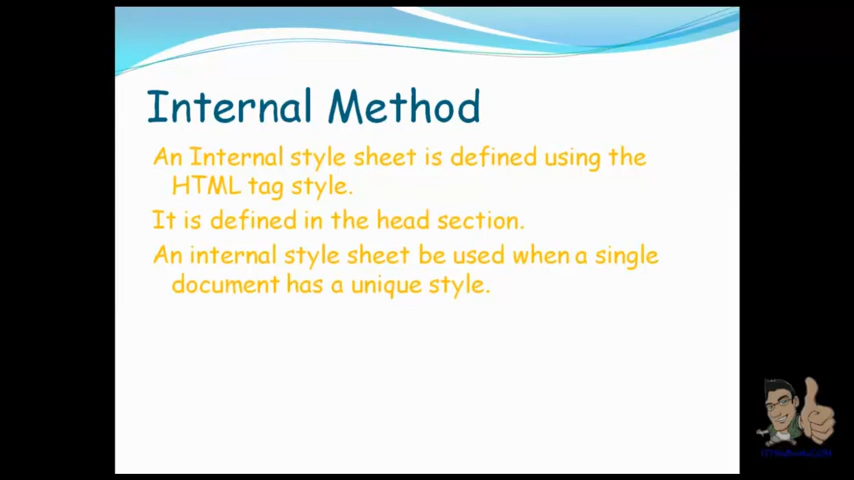 Internal Method
An Internal style sheet is defined using the
HTML tag style.
It is defined in the head section.
An internal style sheet be used when a single
document has a unique style.